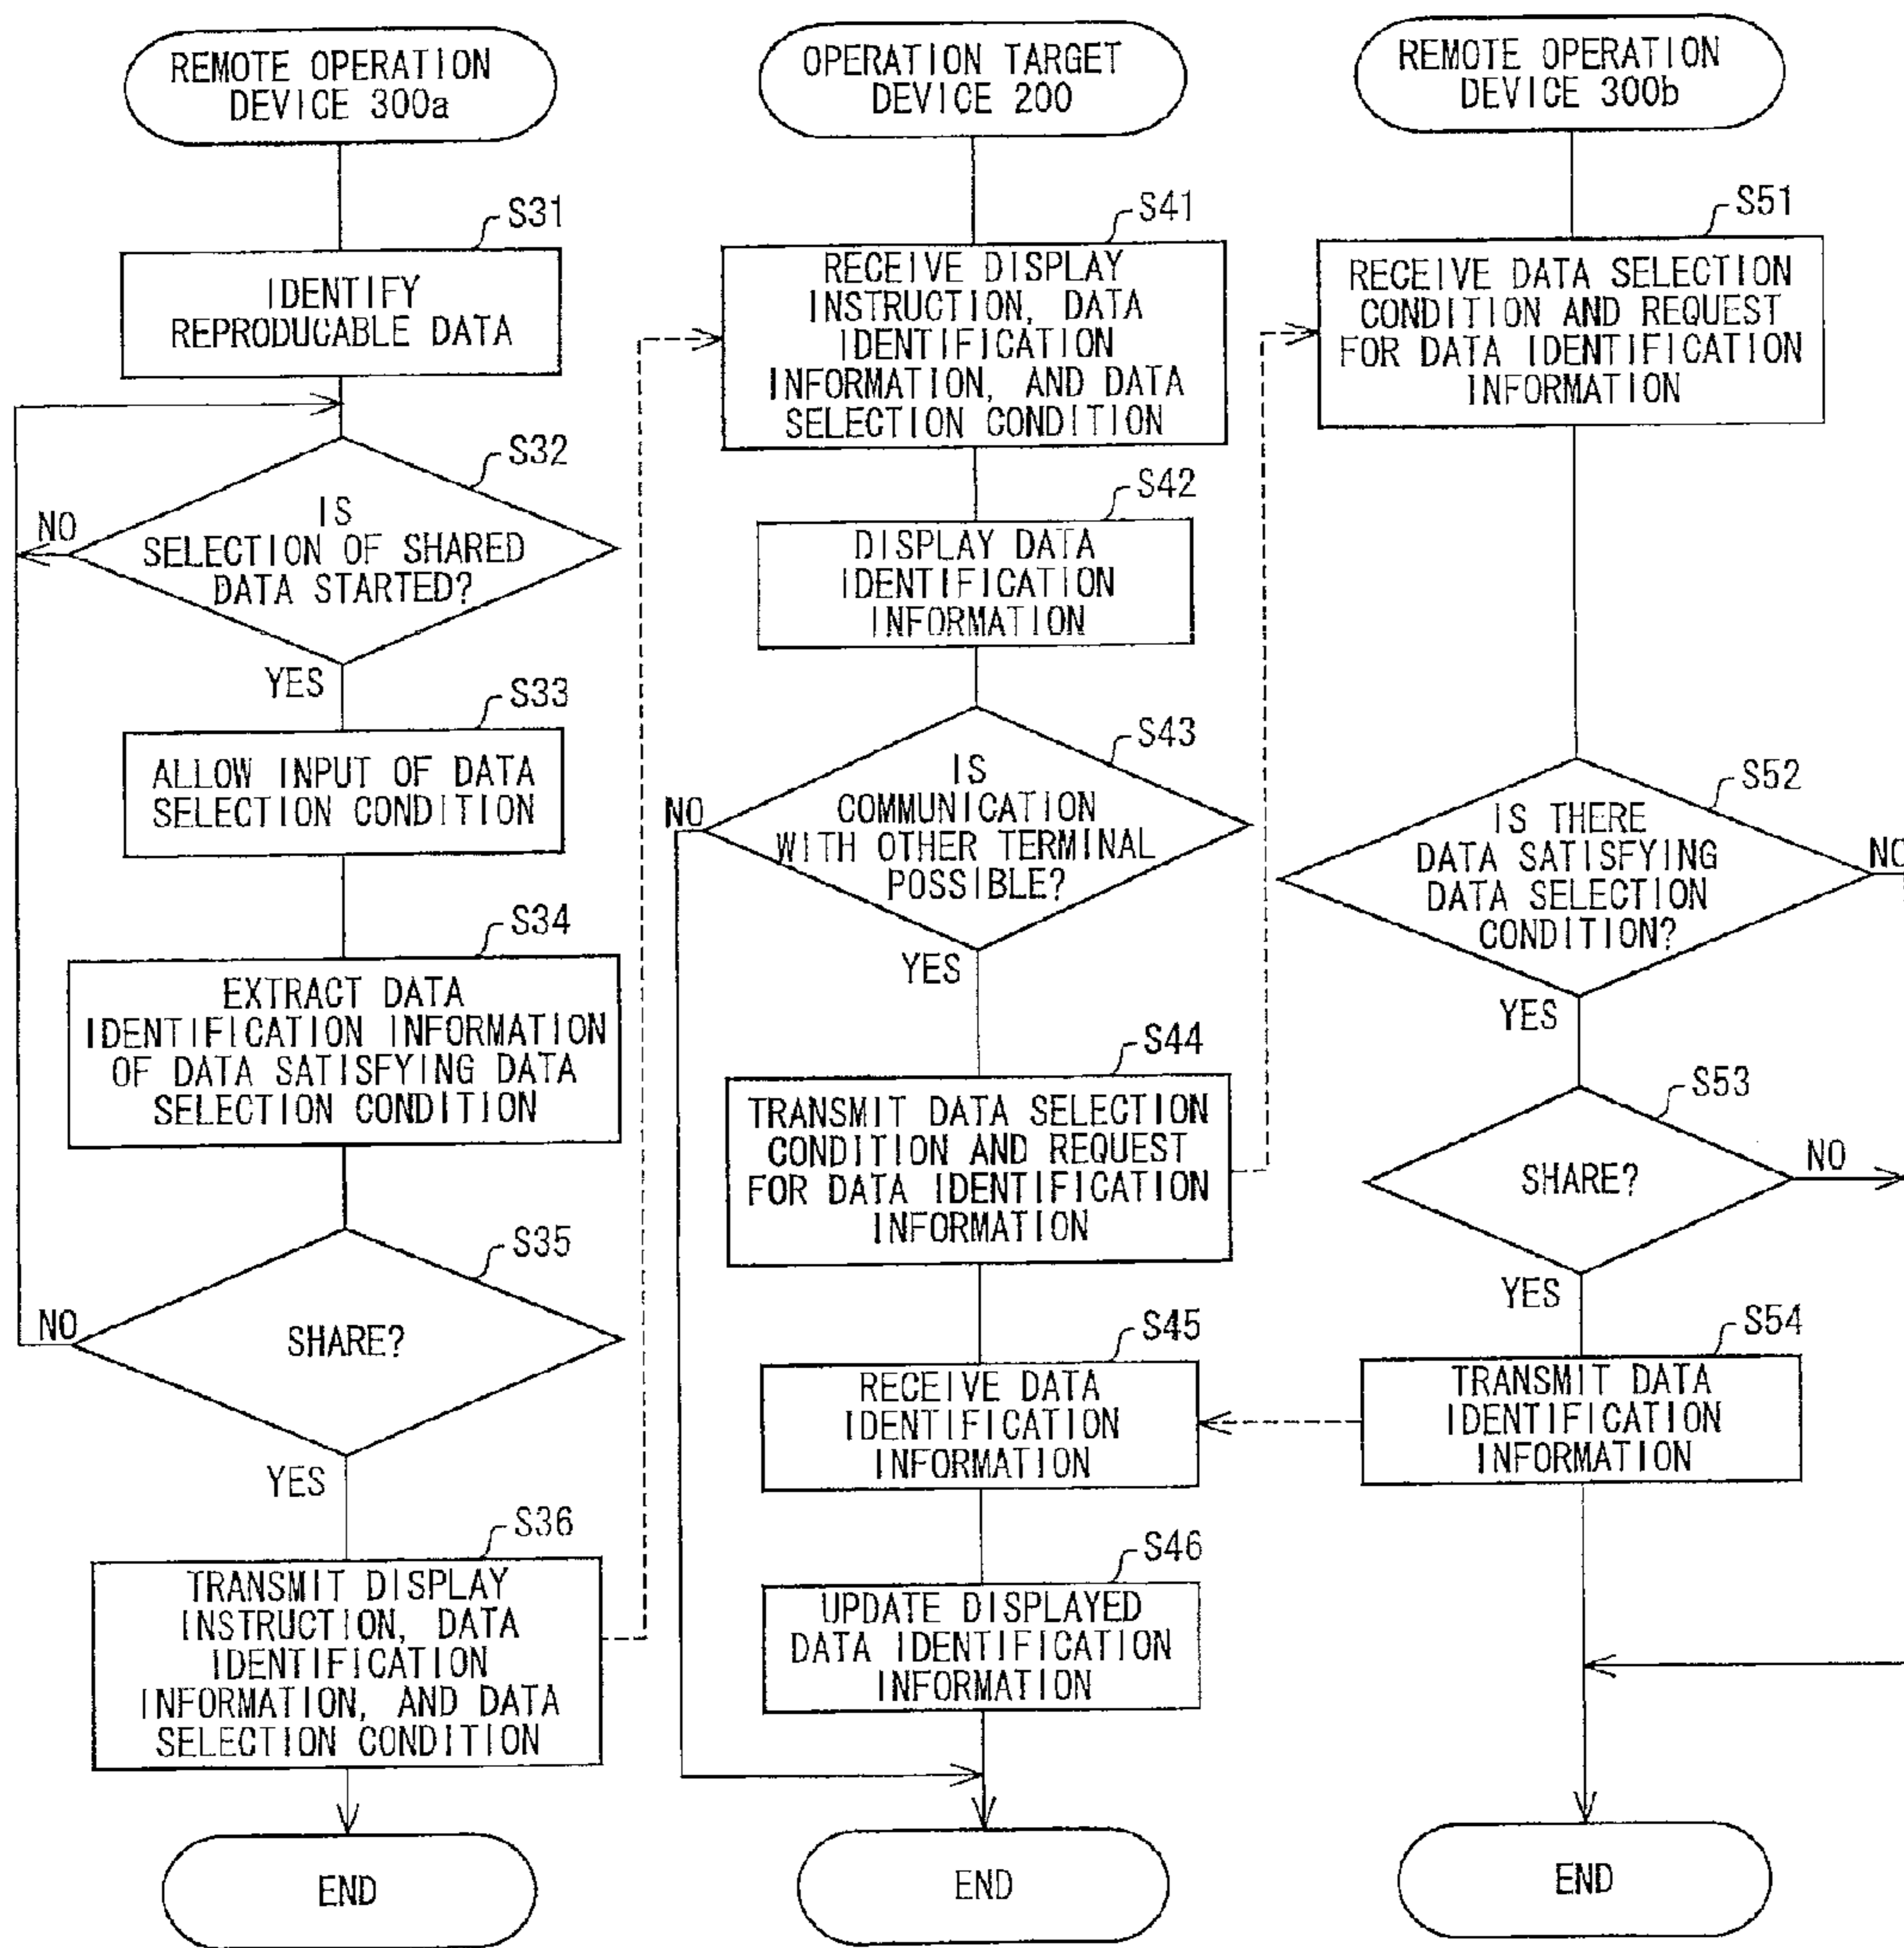 REMOTE OPERATION
DEVICE 300a
S31
IDENTIFY
REPRODUCABLE DATA
S32
IS
SELECTION OF SHARED
DATA STARTED?
NO
YES
S33
ALLOW INPUT OF DATA
SELECTION CONDITION
S34
EXTRACT DATA
IDENTIFICATION INFORMATION
OF DATA SATISFYING DATA
SELECTION CONDITION
S35
SHARE?
NO
YES
S36
TRANSMIT DISPLAY
INSTRUCTION, DATA
IDENTIFICATION
INFORMATION, AND DATA
SELECTION CONDITION
END
OPERATION TARGET
DEVICE 200
S41
RECEIVE DISPLAY
INSTRUCTION, DATA
IDENTIFICATION
INFORMATION, AND DATA
SELECTION CONDITION
S42
DISPLAY DATA
IDENTIFICATION
INFORMATION
S43
IS
COMMUNICATION
WITH OTHER TERMINAL
POSSIBLE?
NO
YES
S44
TRANSMIT DATA SELECTION
CONDITION AND REQUEST
FOR DATA IDENTIFICATION
INFORMATION
S45
RECEIVE DATA
IDENTIFICATION
INFORMATION
S46
UPDATE DISPLAYED
DATA IDENTIFICATION
INFORMATION
END
REMOTE OPERATION
DEVICE 300b
S51
RECEIVE DATA SELECTION
CONDITION AND REQUEST
FOR DATA IDENTIFICATION
INFORMATION
S52
IS THERE
DATA SATISFYING
DATA SELECTION
CONDITION?
NO
YES
S53
SHARE?
NO
YES
S54
TRANSMIT DATA
IDENTIFICATION
INFORMATION
END